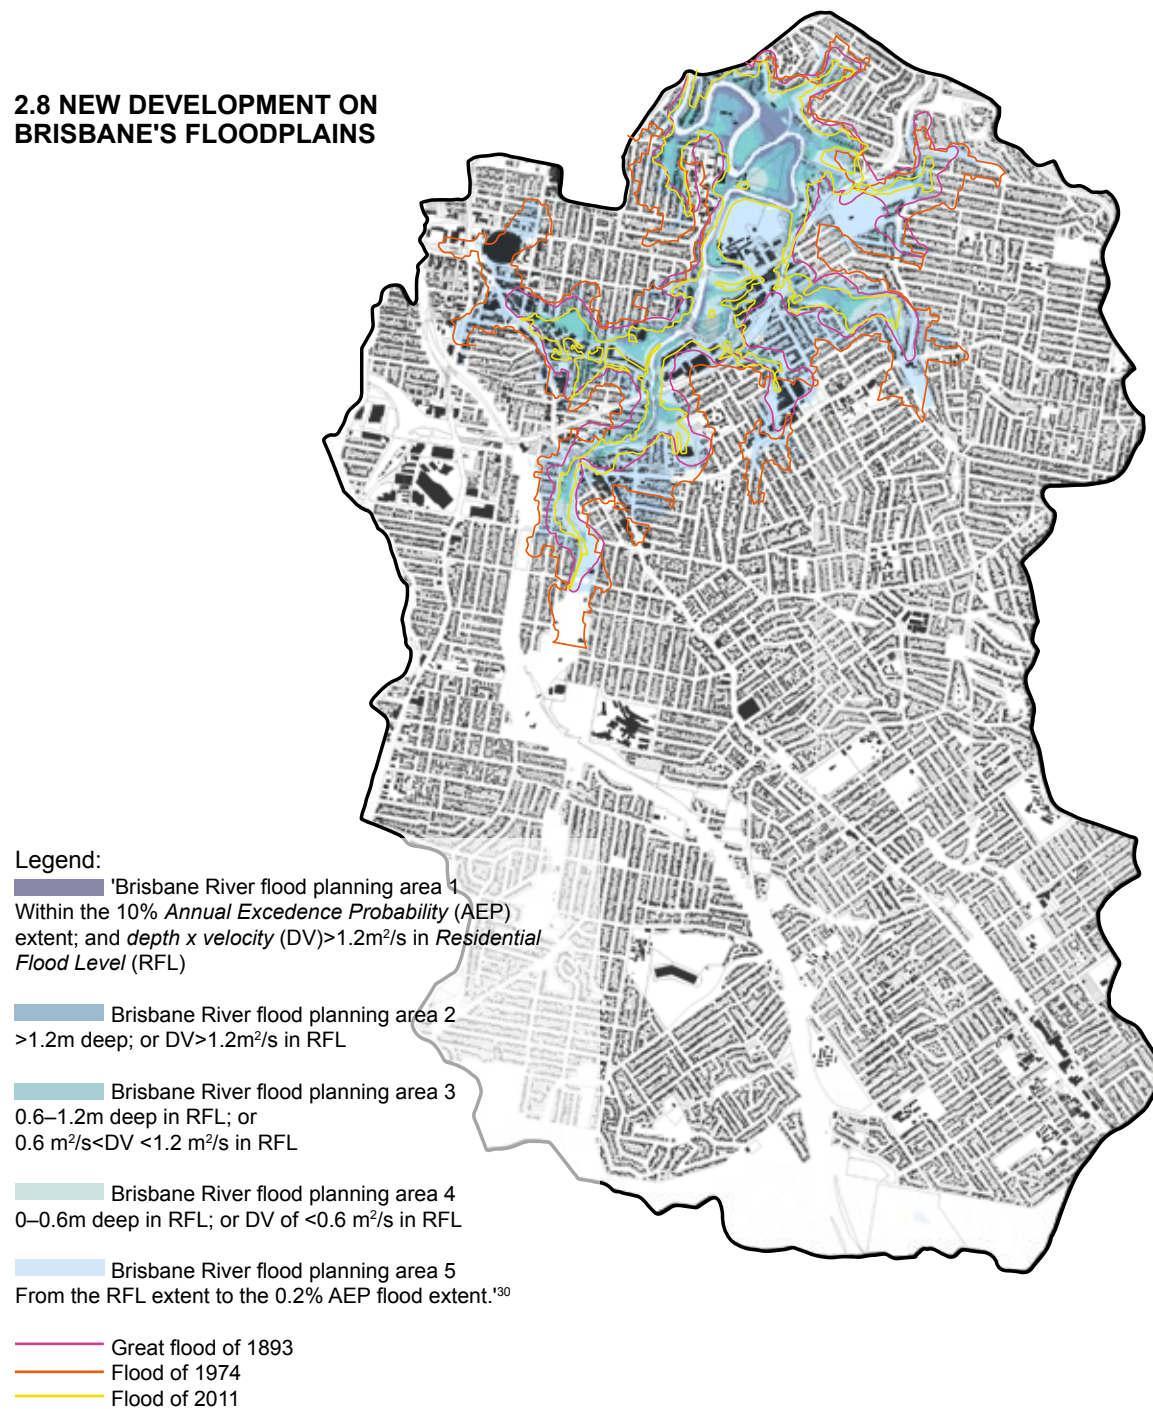 2.8 NEW DEVELOPMENT ON
BRISBANE'S FLOODPLAINS
Legend:
'Brisbane River flood planning area 1
Within the 10% Annual Excedence Probability (AEP)
extent; and depth x velocity (DV)>1.2m²/s in Residential
Flood Level (RFL)
Brisbane River flood planning area 2
>1.2m deep; or DV>1.2m²/s in RFL
Brisbane River flood planning area 3
0.6–1.2m deep in RFL; or
0.6 m²/s<DV <1.2 m²/s in RFL
Brisbane River flood planning area 4
0–0.6m deep in RFL; or DV of <0.6 m²/s in RFL
Brisbane River flood planning area 5
From the RFL extent to the 0.2% AEP flood extent.'³⁰
Great flood of 1893
Flood of 1974
Flood of 2011